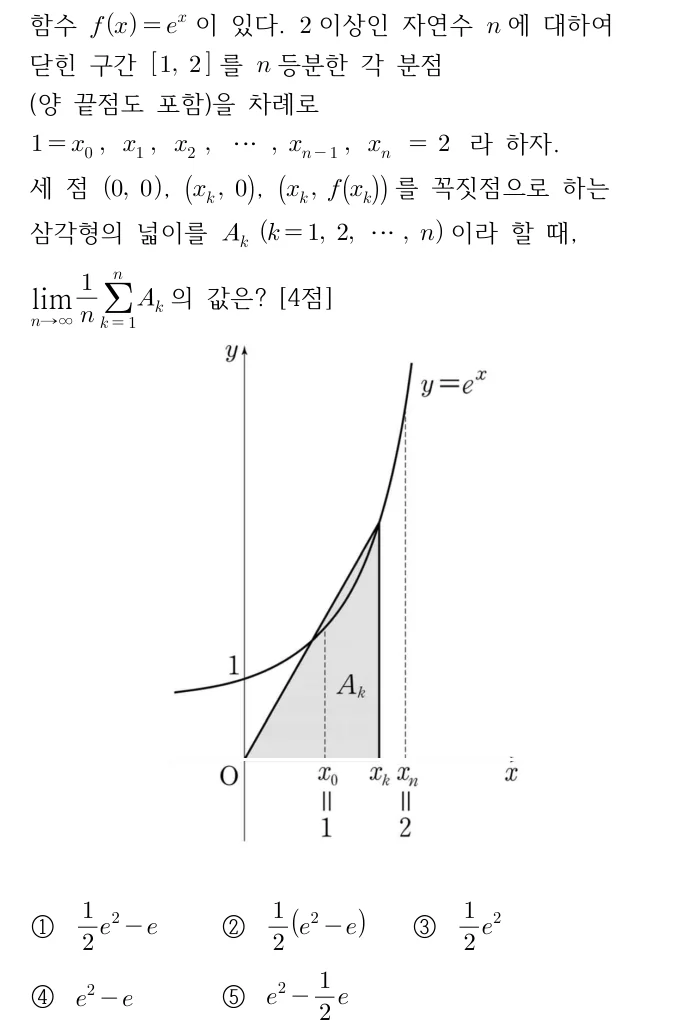 함수 f(x)=e^x 이 있다. 2 이상인 자연수 n에 대하여
닫힌 구간 [1, 2]를 n등분한 각 분점
(양 끝점도 포함)을 차례로
1=x_0, x_1, x_2, ⋯, x_{n-1}, x_n = 2 라 하자.
세 점 (0, 0), (x_k, 0), (x_k, f(x_k))를 꼭짓점으로 하는
삼각형의 넓이를 A_k (k=1, 2, ⋯, n)이라 할 때,
lim_{n→∞} 1/n ∑_{k=1}^{n} A_k 의 값은? [4점]
y
y=e^x
1
A_k
O x_0 x_k x_n x
= =
1 2
① 1/2 e^2-e ② 1/2(e^2-e) ③ 1/2 e^2
④ e^2-e ⑤ e^2-1/2 e